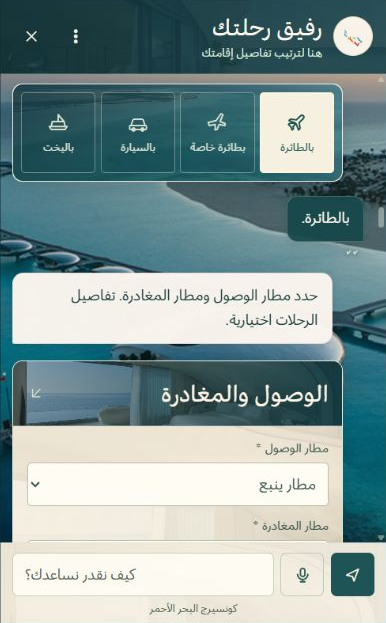 رفيق رحلتك
هنا لترتيب تفاصيل إقامتك
بالطائرة
بطائرة خاصة
بالسيارة
باليخت
بالطائرة.
حدد مطار الوصول ومطار المغادرة. تفاصيل
الرحلات اختيارية.
الوصول والمغادرة
مطار الوصول *
مطار ينبع
مطار المغادرة *
كيف نقدر نساعدك؟
كونسيرج البحر الأحمر